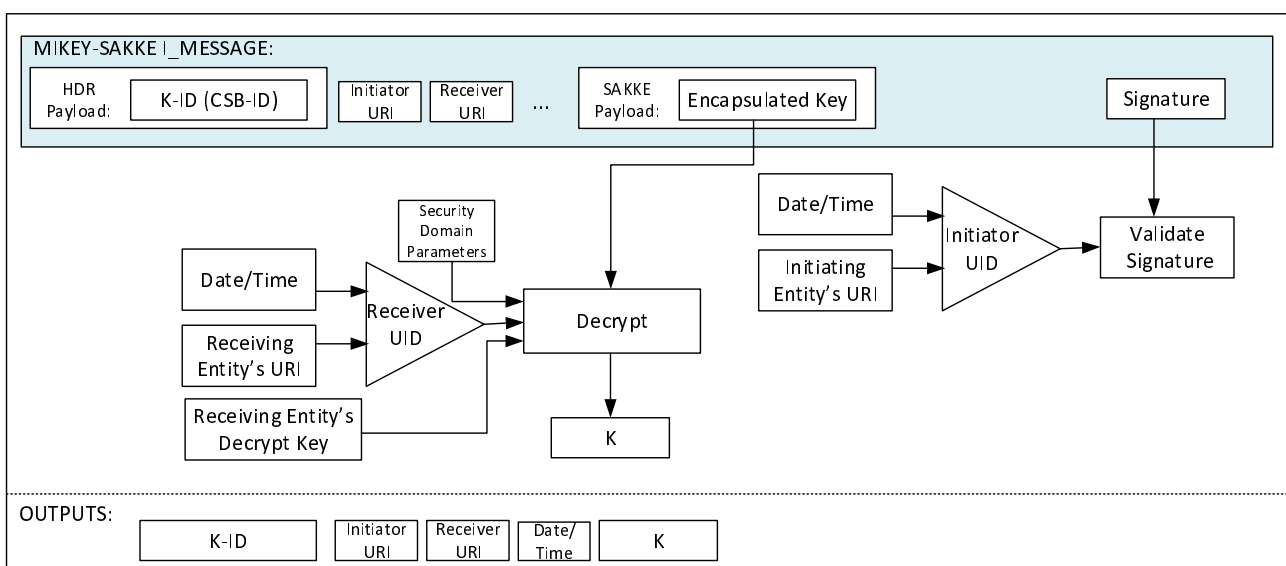 MIKEY-SAKKE I_MESSAGE:
HDR
Payload:
K-ID (CSB-ID)
Initiator
URI
Receiver
URI
...
SAKKE
Payload:
Encapsulated Key
Signature
Security
Domain
Parameters
Date/Time
Receiving
Entity's URI
Receiver
UID
Receiving Entity's
Decrypt Key
Decrypt
K
Date/Time
Initiating
Entity's URI
Initiator
UID
Validate
Signature
OUTPUTS:
K-ID
Initiator
URI
Receiver
URI
Date/
Time
K